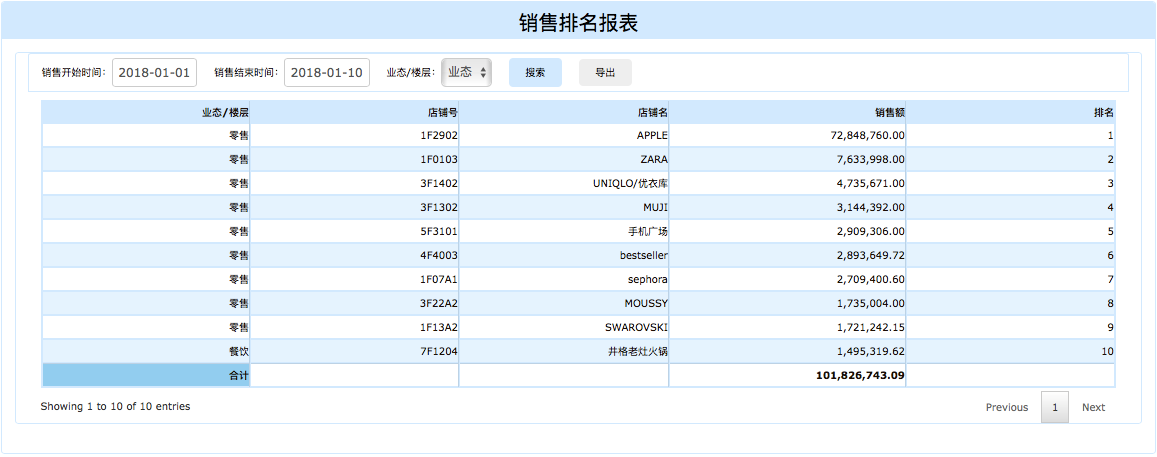 销售排名报表
销售开始时间： 2018-01-01 销售结束时间： 2018-01-10 业态/楼层： 业态 搜索 导出
业态/楼层 店铺号 店铺名 销售额 排名
零售 1F2902 APPLE 72,848,760.00 1
零售 1F0103 ZARA 7,633,998.00 2
零售 3F1402 UNIQLO/优衣库 4,735,671.00 3
零售 3F1302 MUJI 3,144,392.00 4
零售 5F3101 手机广场 2,909,306.00 5
零售 4F4003 bestseller 2,893,649.72 6
零售 1F07A1 sephora 2,709,400.60 7
零售 3F22A2 MOUSSY 1,735,004.00 8
零售 1F13A2 SWAROVSKI 1,721,242.15 9
餐饮 7F1204 井格老灶火锅 1,495,319.62 10
合计 101,826,743.09
Showing 1 to 10 of 10 entries Previous 1 Next